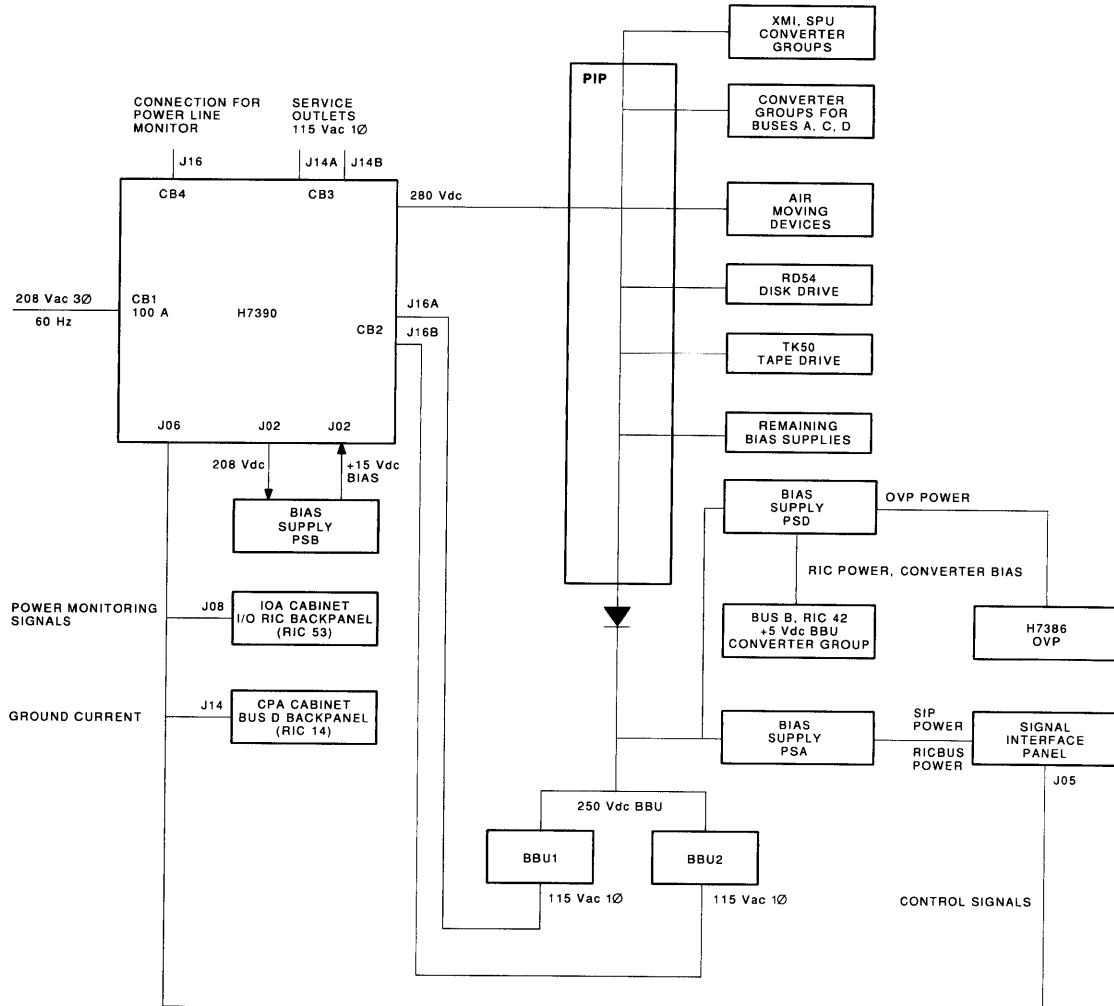 XMI, SPU
CONVERTER
GROUPS
PIP
CONNECTION FOR
POWER LINE
MONITOR
SERVICE
OUTLETS
115 Vac 1Ø
CONVERTER
GROUPS FOR
BUSES A, C, D
J16
J14A
J14B
CB4
CB3
280 Vdc
AIR
MOVING
DEVICES
208 Vac 3Ø
60 Hz
CB1
100 A
H7390
CB2
J16A
J16B
RD54
DISK DRIVE
TK50
TAPE DRIVE
J06
J02
J02
REMAINING
BIAS SUPPLIES
208 Vdc
+15 Vdc
BIAS
BIAS
SUPPLY
PSB
BIAS
SUPPLY
PSD
OVP POWER
RIC POWER, CONVERTER BIAS
POWER MONITORING
SIGNALS
J08
IOA CABINET
I/O RIC BACKPANEL
(RIC 53)
BUS B, RIC 42
+5 Vdc BBU
CONVERTER GROUP
H7386
OVP
GROUND CURRENT
J14
CPA CABINET
BUS D BACKPANEL
(RIC 14)
BIAS
SUPPLY
PSA
SIP
POWER
RICBUS
POWER
SIGNAL
INTERFACE
PANEL
J05
250 Vdc BBU
BBU1
BBU2
115 Vac 1Ø
115 Vac 1Ø
CONTROL SIGNALS